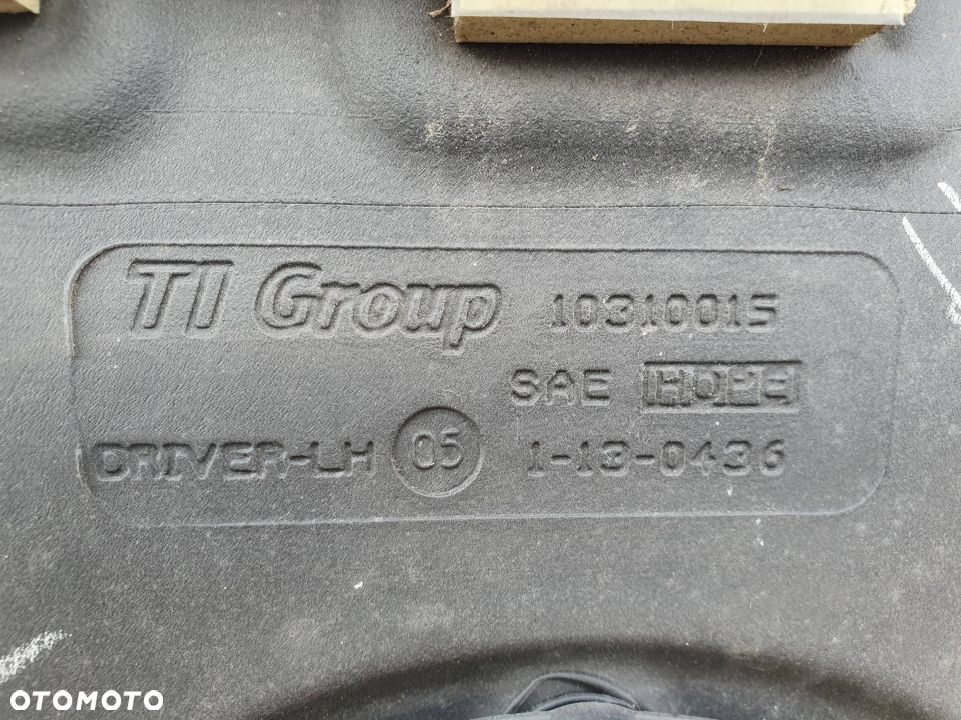 TI Group 10310015
SAE HDPE
DRIVER-LH 05 1-13-0436
OTOMOTO